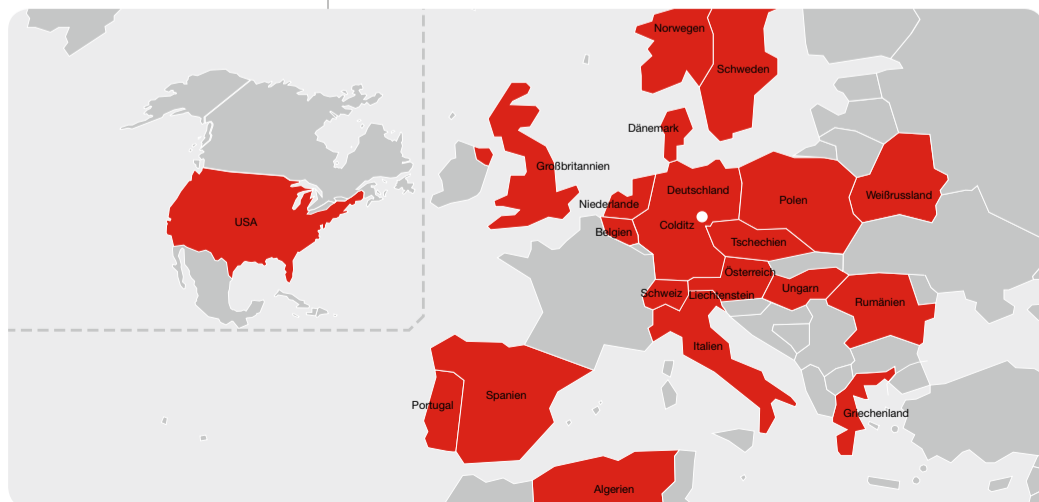 Norwegen
Schweden
Dänemark
Großbritannien
USA
Niederlande
Deutschland
Polen
Weißrussland
Belgien
Colditz
Tschechien
Österreich
Schweiz
Liechtenstein
Ungarn
Rumänien
Italien
Spanien
Portugal
Griechenland
Algerien